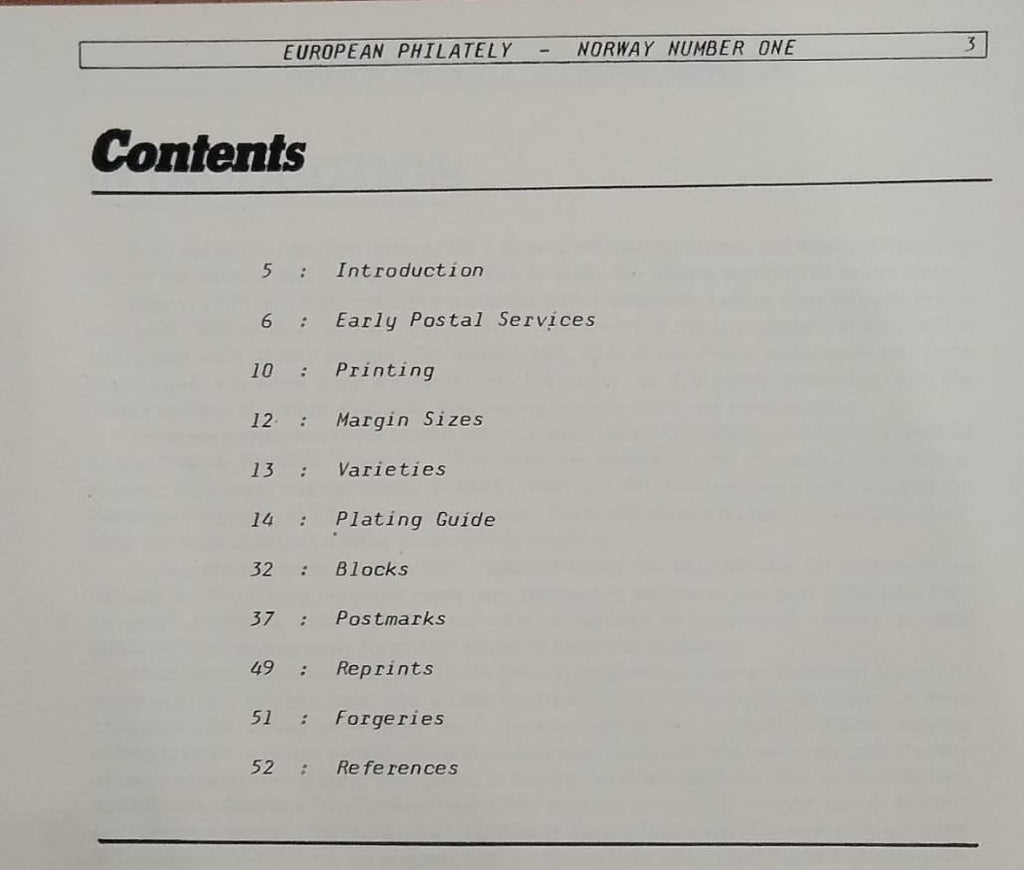 EUROPEAN PHILATELY - NORWAY NUMBER ONE 3
Contents
5 : Introduction
6 : Early Postal Services
10 : Printing
12 : Margin Sizes
13 : Varieties
14 : Plating Guide
32 : Blocks
37 : Postmarks
49 : Reprints
51 : Forgeries
52 : References